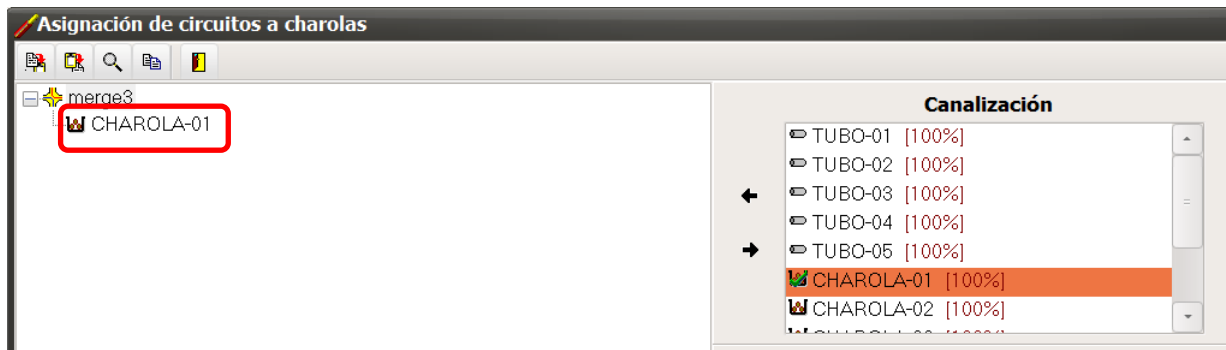 Asignación de circuitos a charolas
merge3
CHAROLA-01
Canalización
TUBO-01 [100%]
TUBO-02 [100%]
TUBO-03 [100%]
TUBO-04 [100%]
TUBO-05 [100%]
CHAROLA-01 [100%]
CHAROLA-02 [100%]